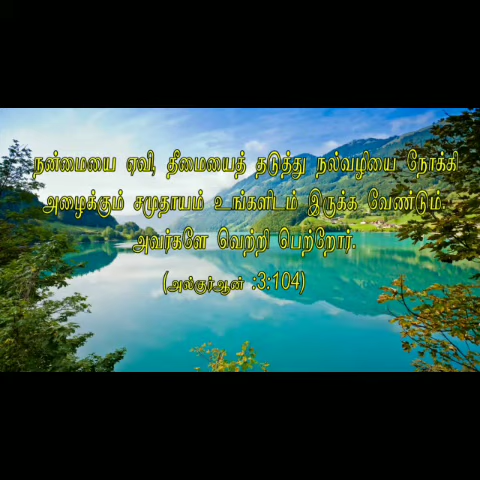 நன்மையை ஏவி, தீமையைத் தடுத்து நல்வழியை நோக்கி
அழைக்கும் சமுதாயம் உங்களிடம் இருக்க வேண்டும்.
அவர்களே வெற்றி பெற்றோர்.
(அல்குர்ஆன் :3:104)